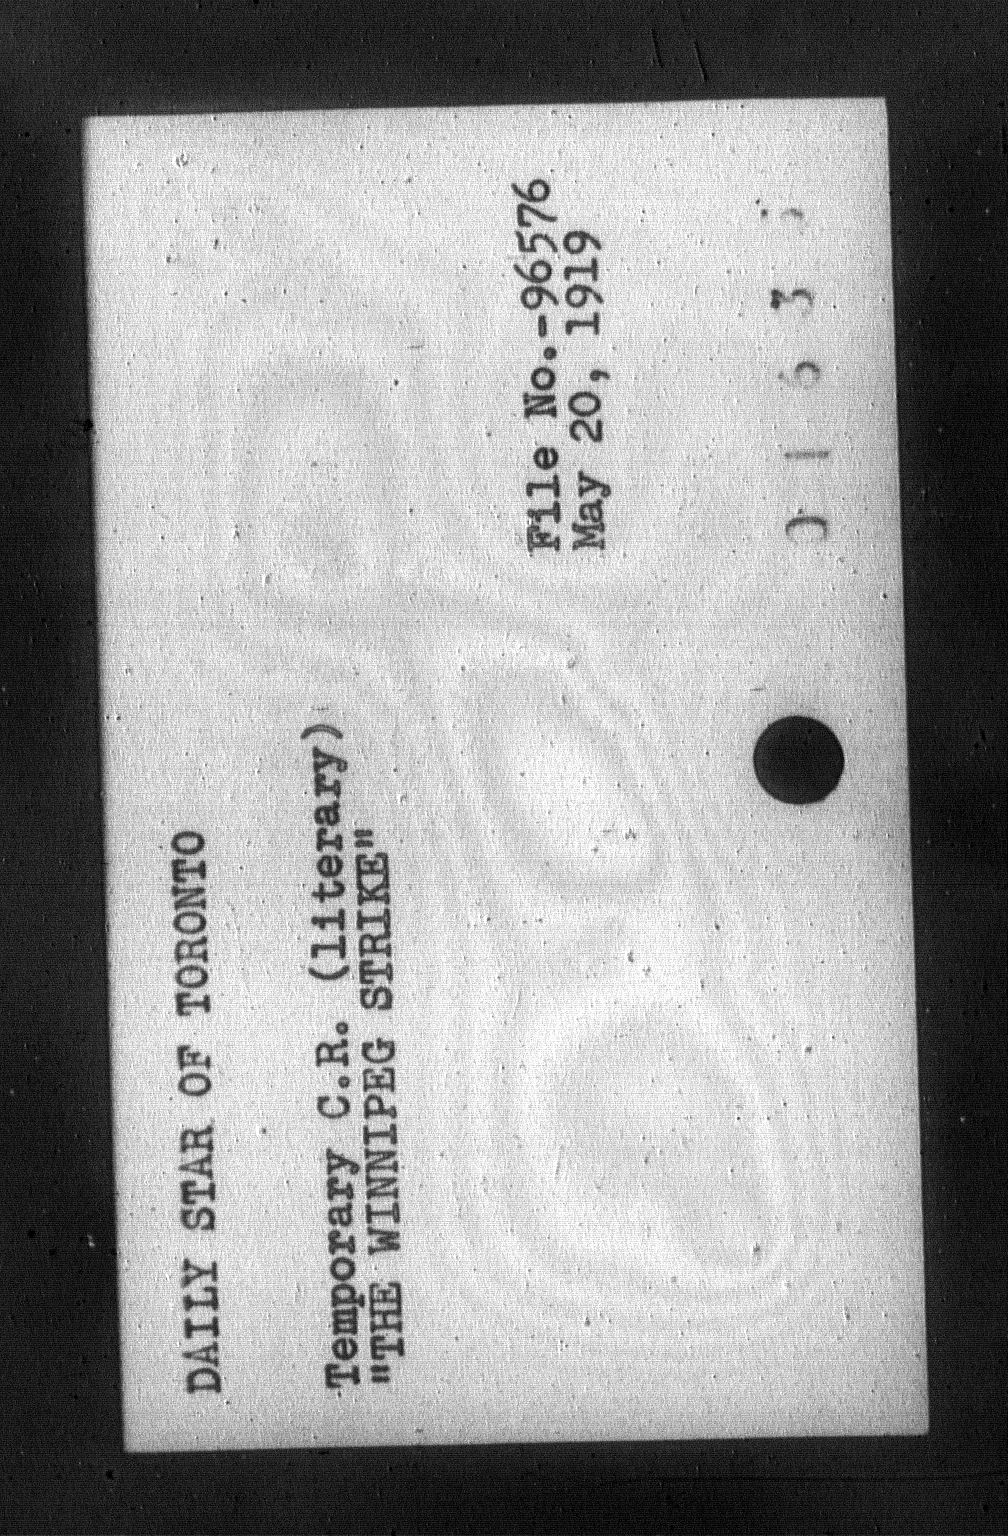 DAILY STAR OF TORONTO
Temporary C.R. (literary)
"THE WINNIPEG STRIKE"
File No.-96576
May 20, 1919